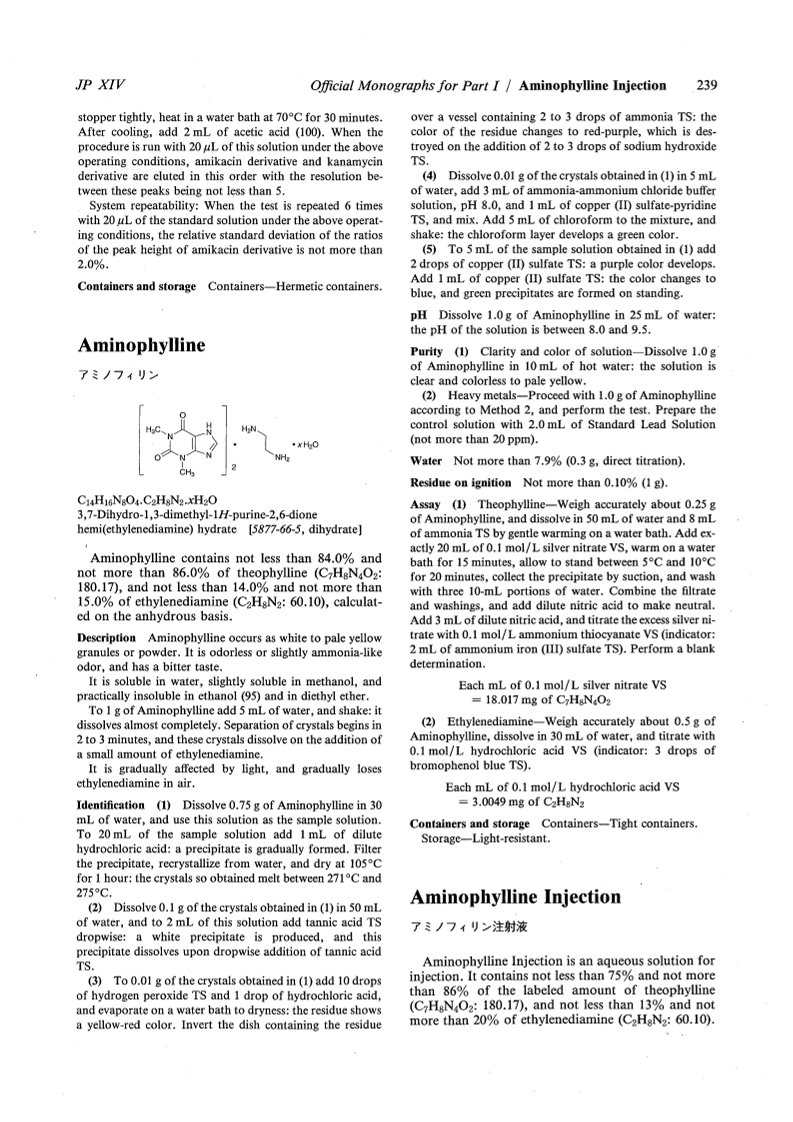 JP XIV
Official Monographs for Part I / Aminophylline Injection 239
stopper tightly, heat in a water bath at 70°C for 30 minutes.
After cooling, add 2 mL of acetic acid (100). When the
procedure is run with 20 μL of this solution under the above
operating conditions, amikacin derivative and kanamycin
derivative are eluted in this order with the resolution be-
tween these peaks being not less than 5.
System repeatability: When the test is repeated 6 times
with 20 μL of the standard solution under the above operat-
ing conditions, the relative standard deviation of the ratios
of the peak height of amikacin derivative is not more than
2.0%.
Containers and storage Containers—Hermetic containers.
Aminophylline
アミノフィリン
H₃C
N
O
O
N
CH₃
H
N
N
2
•
H₂N
NH₂
• xH₂O
C₁₄H₁₆N₈O₄.C₂H₈N₂.xH₂O
3,7-Dihydro-1,3-dimethyl-1H-purine-2,6-dione
hemi(ethylenediamine) hydrate [5877-66-5, dihydrate]
Aminophylline contains not less than 84.0% and
not more than 86.0% of theophylline (C₇H₈N₄O₂:
180.17), and not less than 14.0% and not more than
15.0% of ethylenediamine (C₂H₈N₂: 60.10), calculat-
ed on the anhydrous basis.
Description Aminophylline occurs as white to pale yellow
granules or powder. It is odorless or slightly ammonia-like
odor, and has a bitter taste.
It is soluble in water, slightly soluble in methanol, and
practically insoluble in ethanol (95) and in diethyl ether.
To 1 g of Aminophylline add 5 mL of water, and shake: it
dissolves almost completely. Separation of crystals begins in
2 to 3 minutes, and these crystals dissolve on the addition of
a small amount of ethylenediamine.
It is gradually affected by light, and gradually loses
ethylenediamine in air.
Identification (1) Dissolve 0.75 g of Aminophylline in 30
mL of water, and use this solution as the sample solution.
To 20 mL of the sample solution add 1 mL of dilute
hydrochloric acid: a precipitate is gradually formed. Filter
the precipitate, recrystallize from water, and dry at 105°C
for 1 hour: the crystals so obtained melt between 271°C and
275°C.
(2) Dissolve 0.1 g of the crystals obtained in (1) in 50 mL
of water, and to 2 mL of this solution add tannic acid TS
dropwise: a white precipitate is produced, and this
precipitate dissolves upon dropwise addition of tannic acid
TS.
(3) To 0.01 g of the crystals obtained in (1) add 10 drops
of hydrogen peroxide TS and 1 drop of hydrochloric acid,
and evaporate on a water bath to dryness: the residue shows
a yellow-red color. Invert the dish containing the residue
over a vessel containing 2 to 3 drops of ammonia TS: the
color of the residue changes to red-purple, which is des-
troyed on the addition of 2 to 3 drops of sodium hydroxide
TS.
(4) Dissolve 0.01 g of the crystals obtained in (1) in 5 mL
of water, add 3 mL of ammonia-ammonium chloride buffer
solution, pH 8.0, and 1 mL of copper (II) sulfate-pyridine
TS, and mix. Add 5 mL of chloroform to the mixture, and
shake: the chloroform layer develops a green color.
(5) To 5 mL of the sample solution obtained in (1) add
2 drops of copper (II) sulfate TS: a purple color develops.
Add 1 mL of copper (II) sulfate TS: the color changes to
blue, and green precipitates are formed on standing.
pH Dissolve 1.0 g of Aminophylline in 25 mL of water:
the pH of the solution is between 8.0 and 9.5.
Purity (1) Clarity and color of solution—Dissolve 1.0 g
of Aminophylline in 10 mL of hot water: the solution is
clear and colorless to pale yellow.
(2) Heavy metals—Proceed with 1.0 g of Aminophylline
according to Method 2, and perform the test. Prepare the
control solution with 2.0 mL of Standard Lead Solution
(not more than 20 ppm).
Water Not more than 7.9% (0.3 g, direct titration).
Residue on ignition Not more than 0.10% (1 g).
Assay (1) Theophylline—Weigh accurately about 0.25 g
of Aminophylline, and dissolve in 50 mL of water and 8 mL
of ammonia TS by gentle warming on a water bath. Add ex-
actly 20 mL of 0.1 mol/L silver nitrate VS, warm on a water
bath for 15 minutes, allow to stand between 5°C and 10°C
for 20 minutes, collect the precipitate by suction, and wash
with three 10-mL portions of water. Combine the filtrate
and washings, and add dilute nitric acid to make neutral.
Add 3 mL of dilute nitric acid, and titrate the excess silver ni-
trate with 0.1 mol/L ammonium thiocyanate VS (indicator:
2 mL of ammonium iron (III) sulfate TS). Perform a blank
determination.
Each mL of 0.1 mol/L silver nitrate VS
= 18.017 mg of C₇H₈N₄O₂
(2) Ethylenediamine—Weigh accurately about 0.5 g of
Aminophylline, dissolve in 30 mL of water, and titrate with
0.1 mol/L hydrochloric acid VS (indicator: 3 drops of
bromophenol blue TS).
Each mL of 0.1 mol/L hydrochloric acid VS
= 3.0049 mg of C₂H₈N₂
Containers and storage Containers—Tight containers.
Storage—Light-resistant.
Aminophylline Injection
アミノフィリン注射液
Aminophylline Injection is an aqueous solution for
injection. It contains not less than 75% and not more
than 86% of the labeled amount of theophylline
(C₇H₈N₄O₂: 180.17), and not less than 13% and not
more than 20% of ethylenediamine (C₂H₈N₂: 60.10).